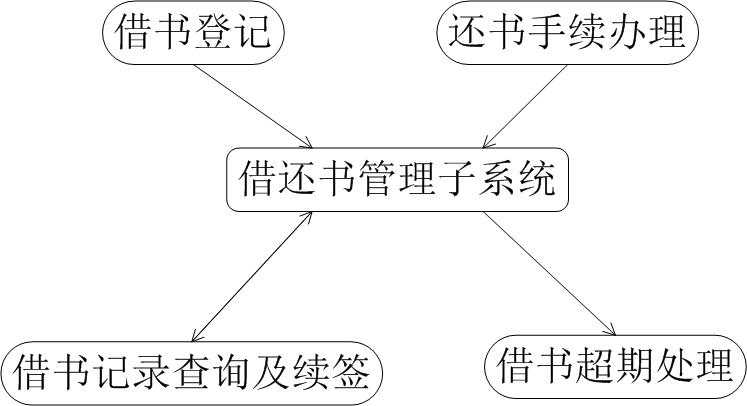 借书登记
还书手续办理
借还书管理子系统
借书记录查询及续签
借书超期处理